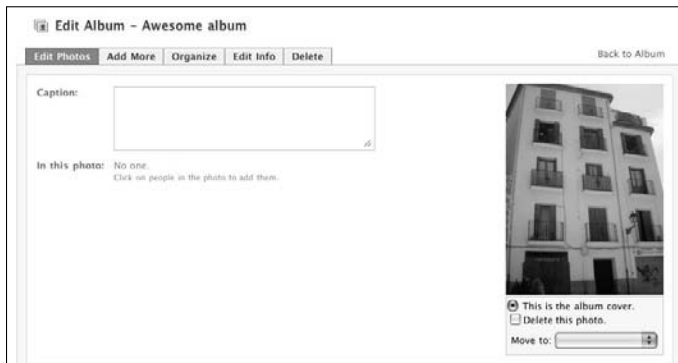 Edit Album – Awesome album
Edit Photos Add More Organize Edit Info Delete Back to Album
Caption:
In this photo: No one.
Click on people in the photo to add them.
This is the album cover.
Delete this photo.
Move to: